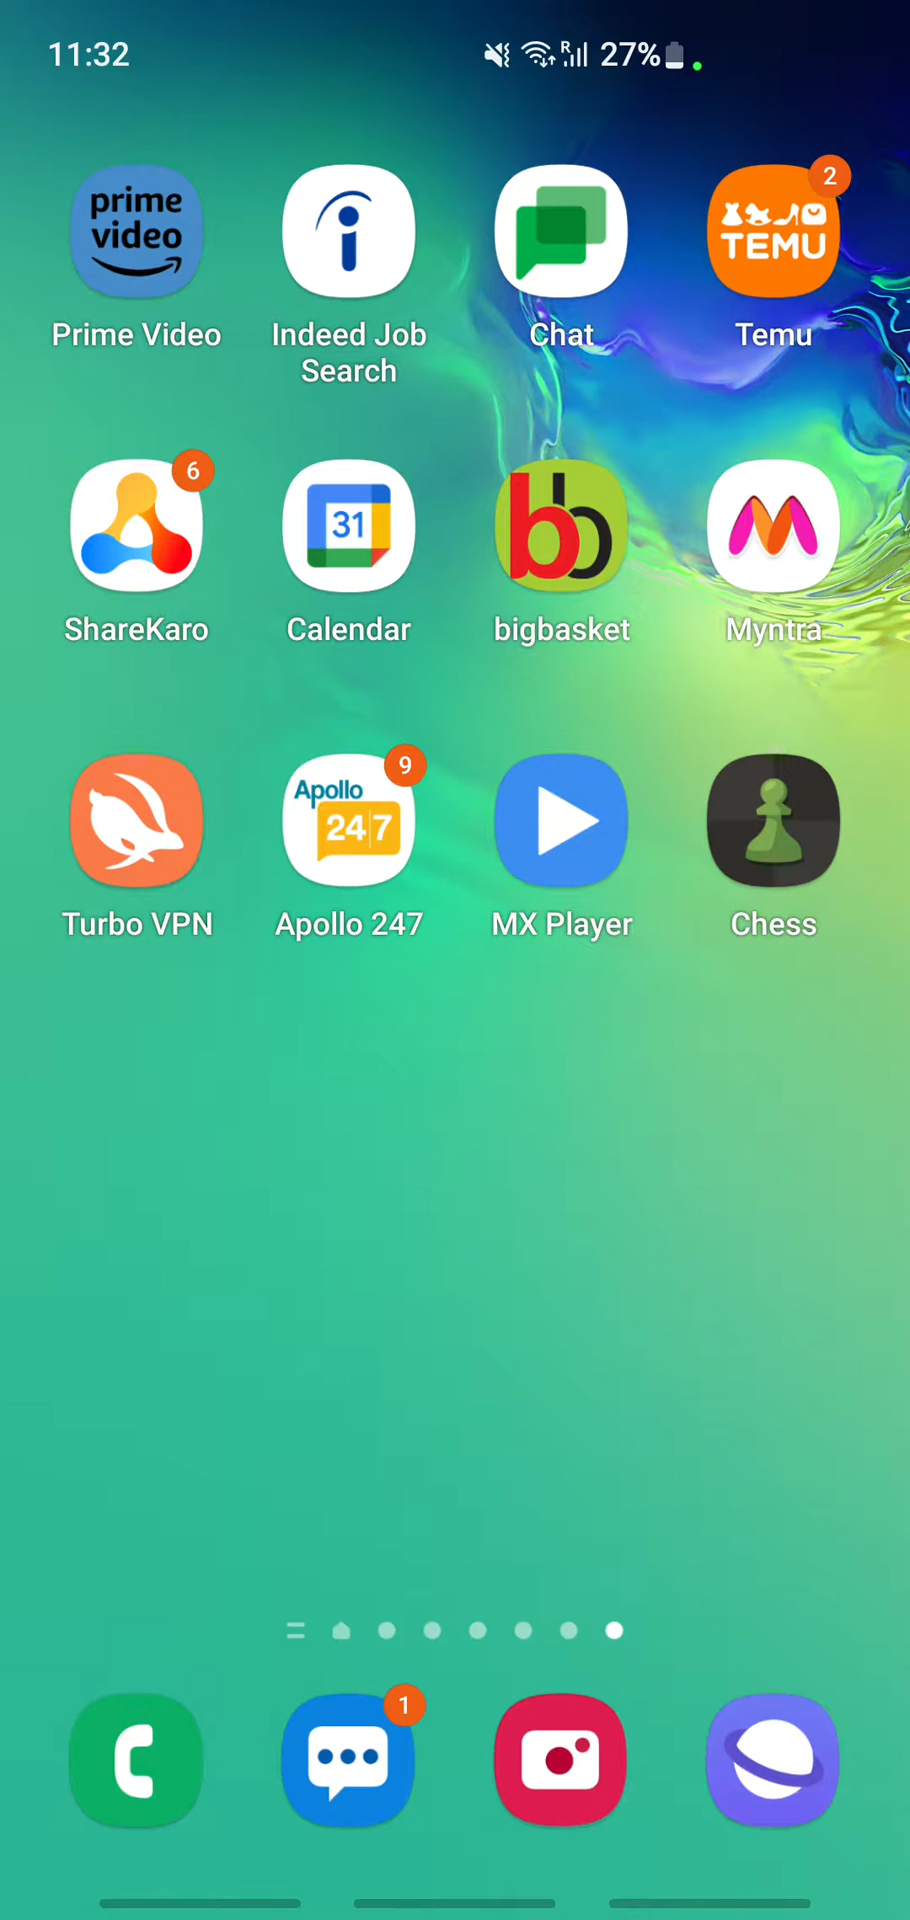 11:32
R 27%
prime
video
Prime Video
i
Indeed Job
Search
Chat
2
TEMU
Temu
6
ShareKaro
31
Calendar
bb
bigbasket
M
Myntra
Turbo VPN
9
Apollo
24|7
Apollo 247
MX Player
Chess
1